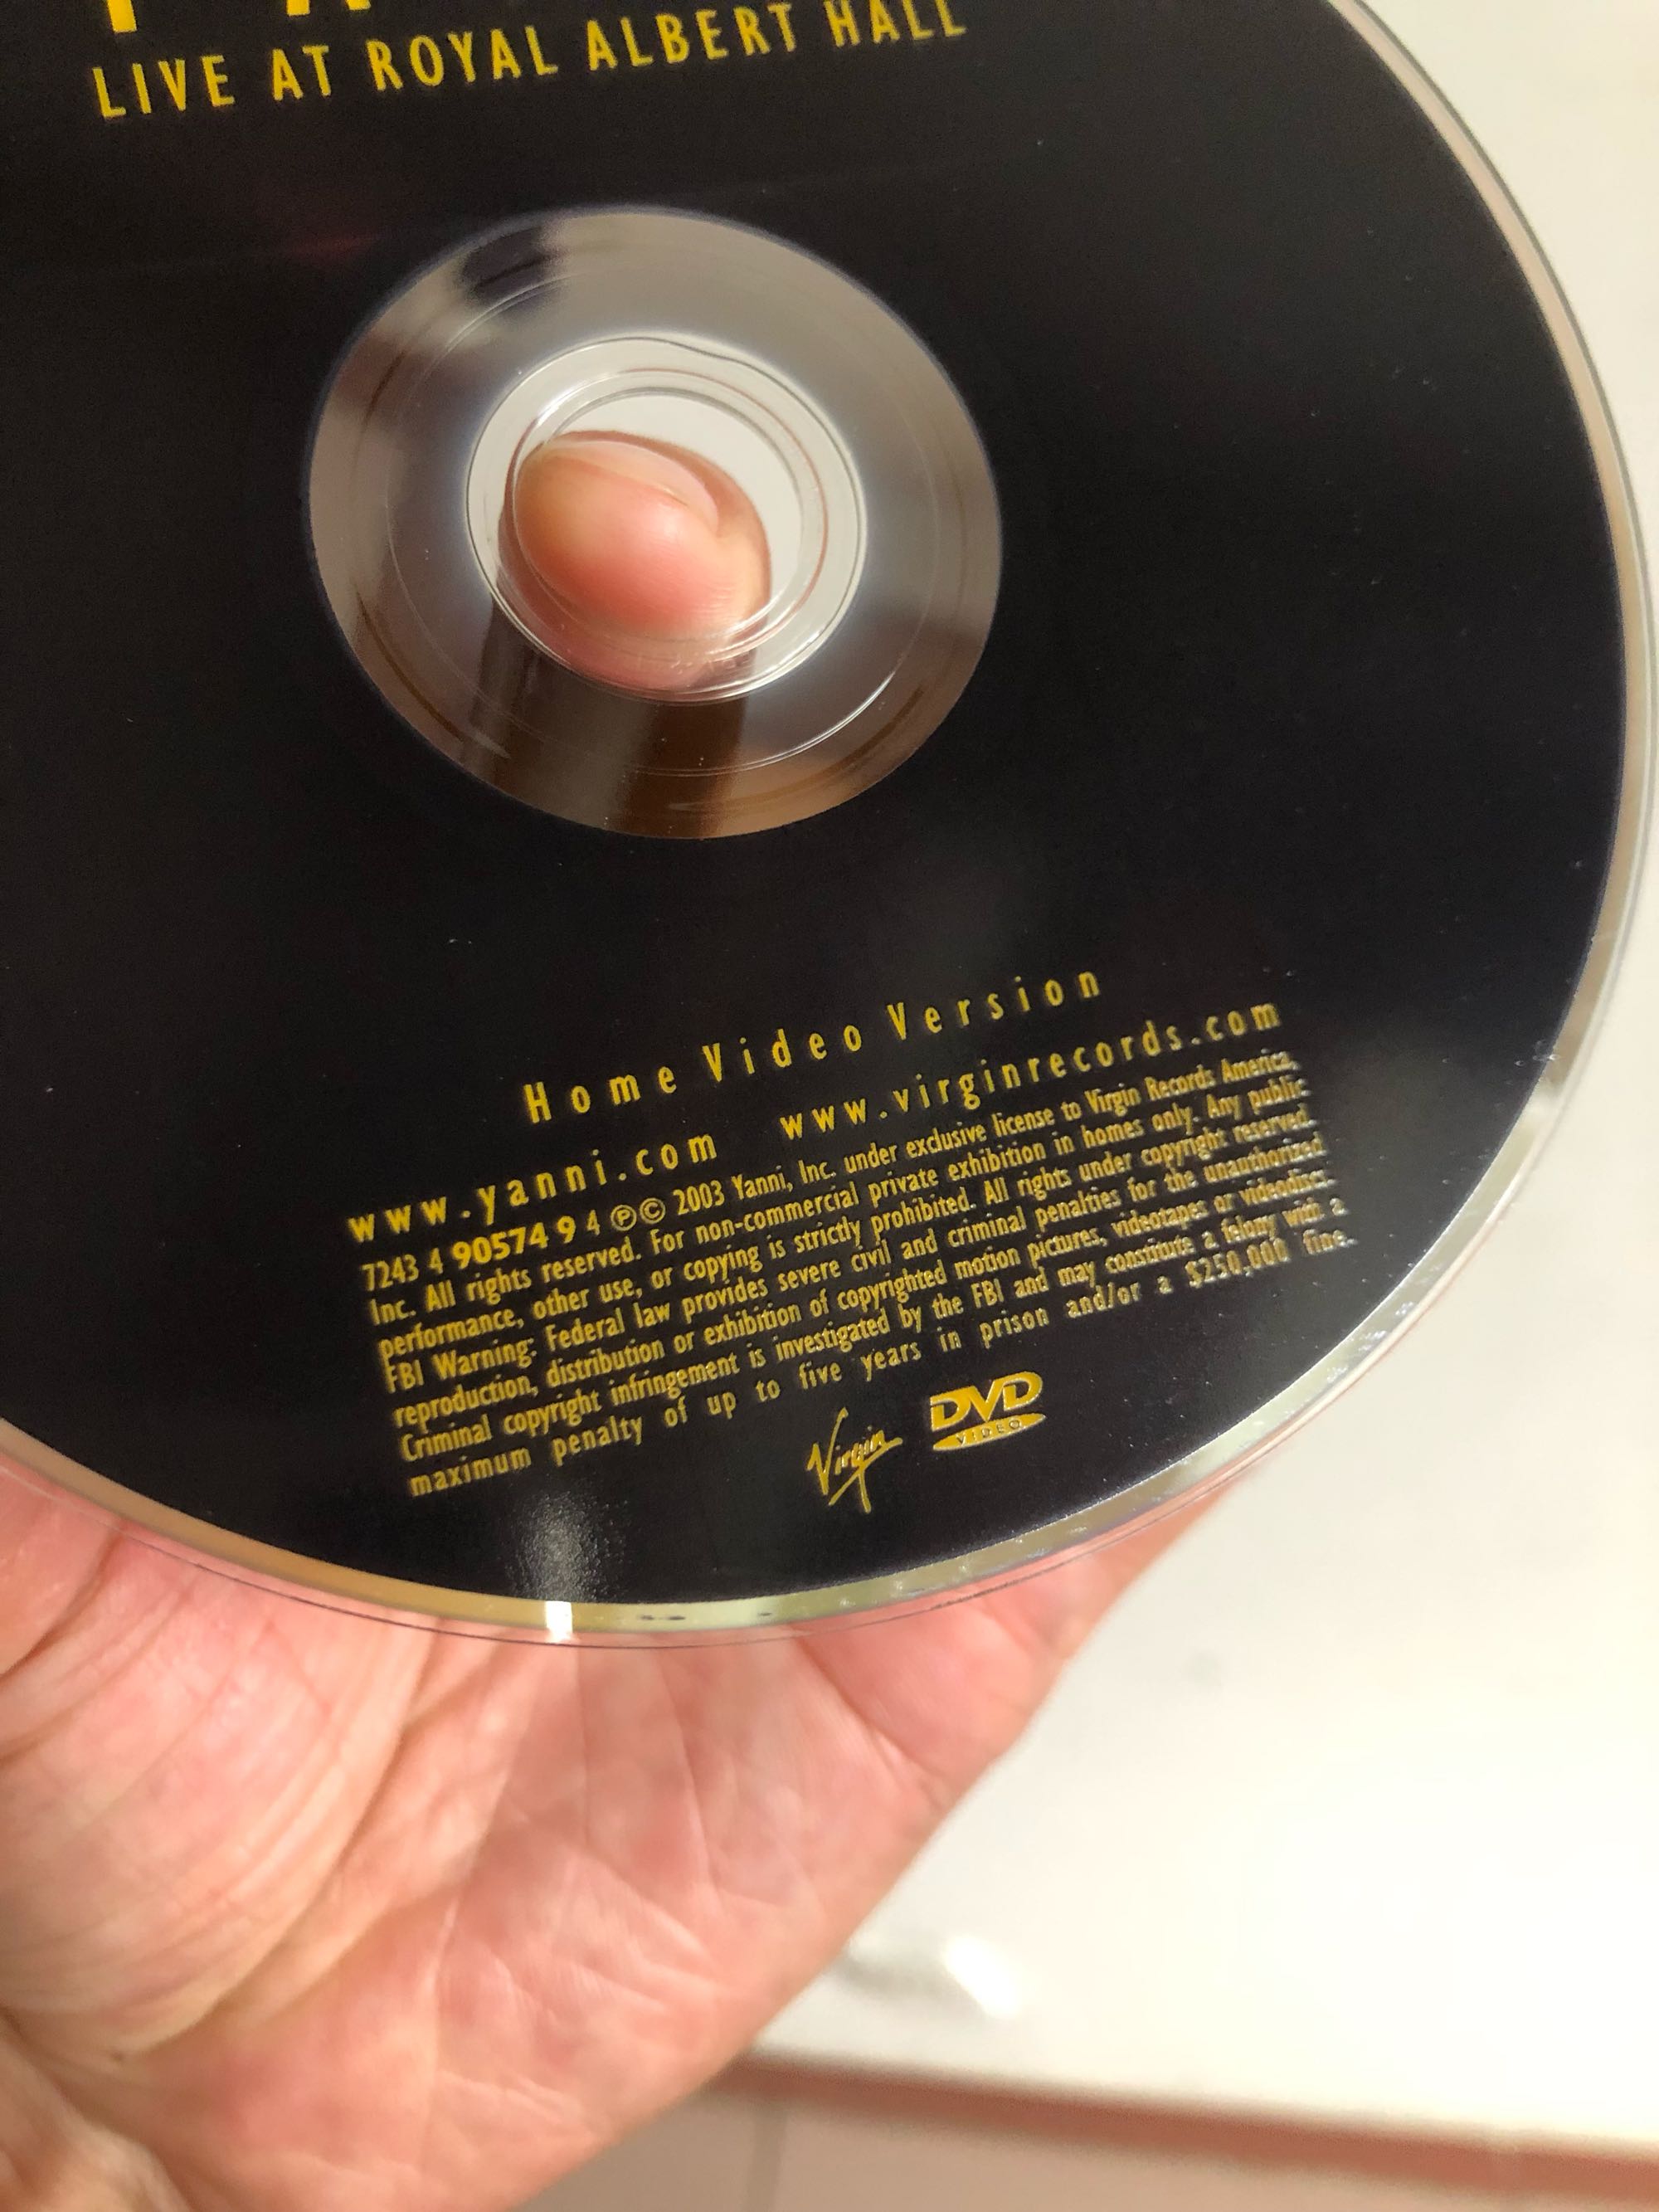 LIVE AT ROYAL ALBERT HALL
Home Video Version
www.yanni.com www.virginrecords.com
7243 4 90574 9 4 ℗© 2003 Yanni, Inc. under exclusive license to Virgin Records America,
Inc. All rights reserved. For non-commercial private exhibition in homes only. Any public
performance, other use, or copying is strictly prohibited. All rights under copyright reserved.
FBI Warning: Federal law provides severe civil and criminal penalties for the unauthorized
reproduction, distribution or exhibition of copyrighted motion pictures, videotapes or videodisc.
Criminal copyright infringement is investigated by the FBI and may constitute a felony with a
maximum penalty of up to five years in prison and/or a $250,000 fine.
Virgin DVD
VIDEO